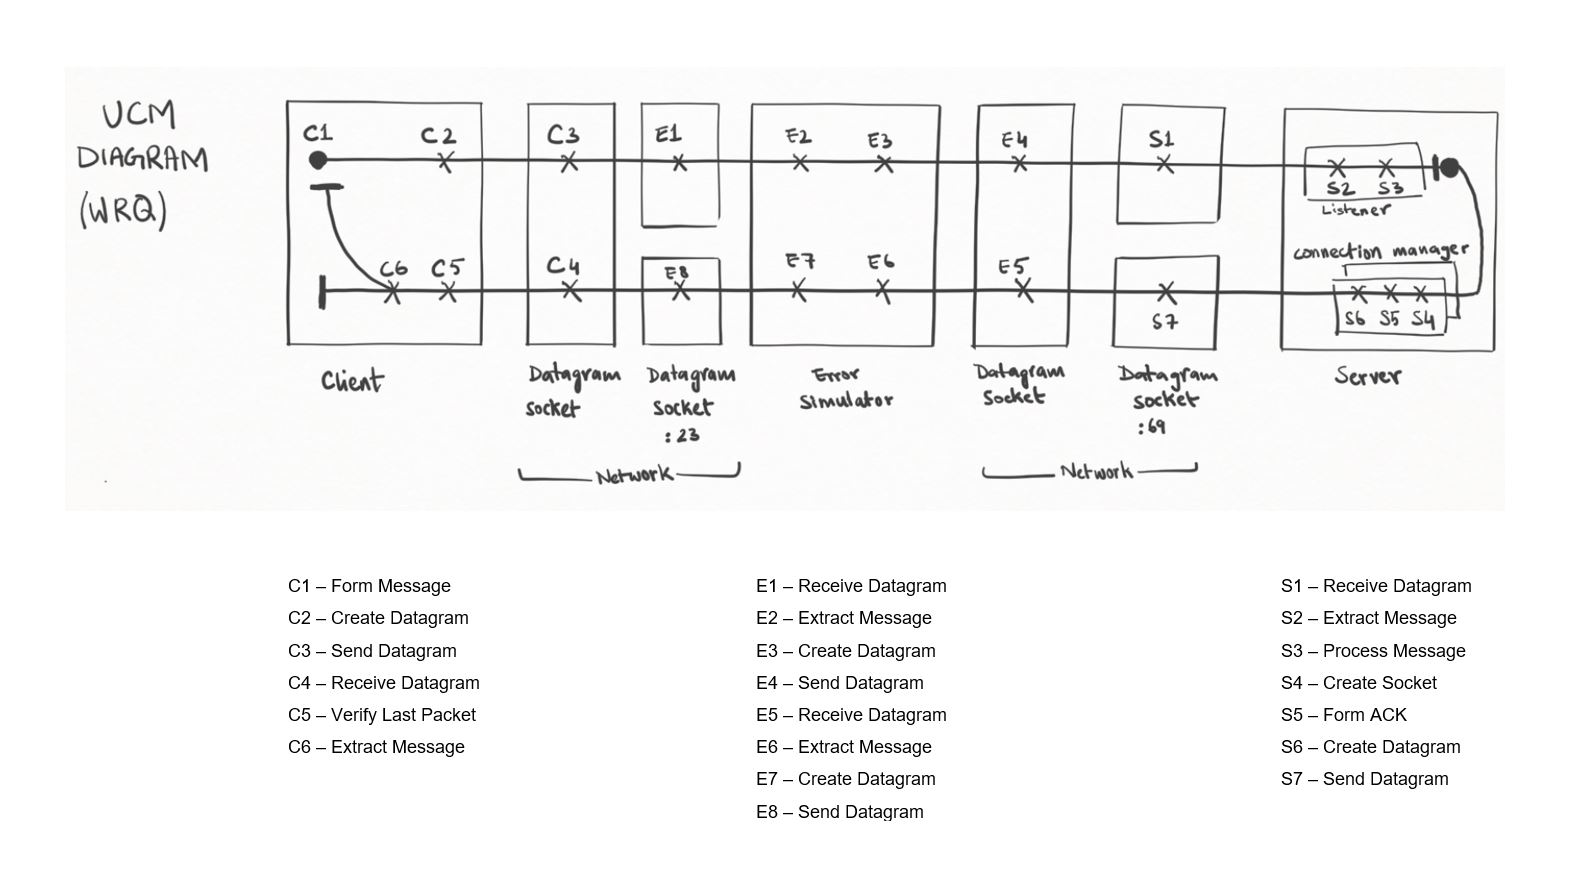 UCM
DIAGRAM
(WRQ)
C1
C2
C3
E1
E2
E3
E4
S1
S2
S3
Listener
connection manager
C6
C5
C4
E8
E7
E6
E5
S7
S6
S5
S4
Client
Datagram
socket
Datagram
Socket
:23
Error
Simulator
Datagram
Socket
Datagram
socket
:69
Server
Network
Network
C1 – Form Message
C2 – Create Datagram
C3 – Send Datagram
C4 – Receive Datagram
C5 – Verify Last Packet
C6 – Extract Message
E1 – Receive Datagram
E2 – Extract Message
E3 – Create Datagram
E4 – Send Datagram
E5 – Receive Datagram
E6 – Extract Message
E7 – Create Datagram
E8 – Send Datagram
S1 – Receive Datagram
S2 – Extract Message
S3 – Process Message
S4 – Create Socket
S5 – Form ACK
S6 – Create Datagram
S7 – Send Datagram